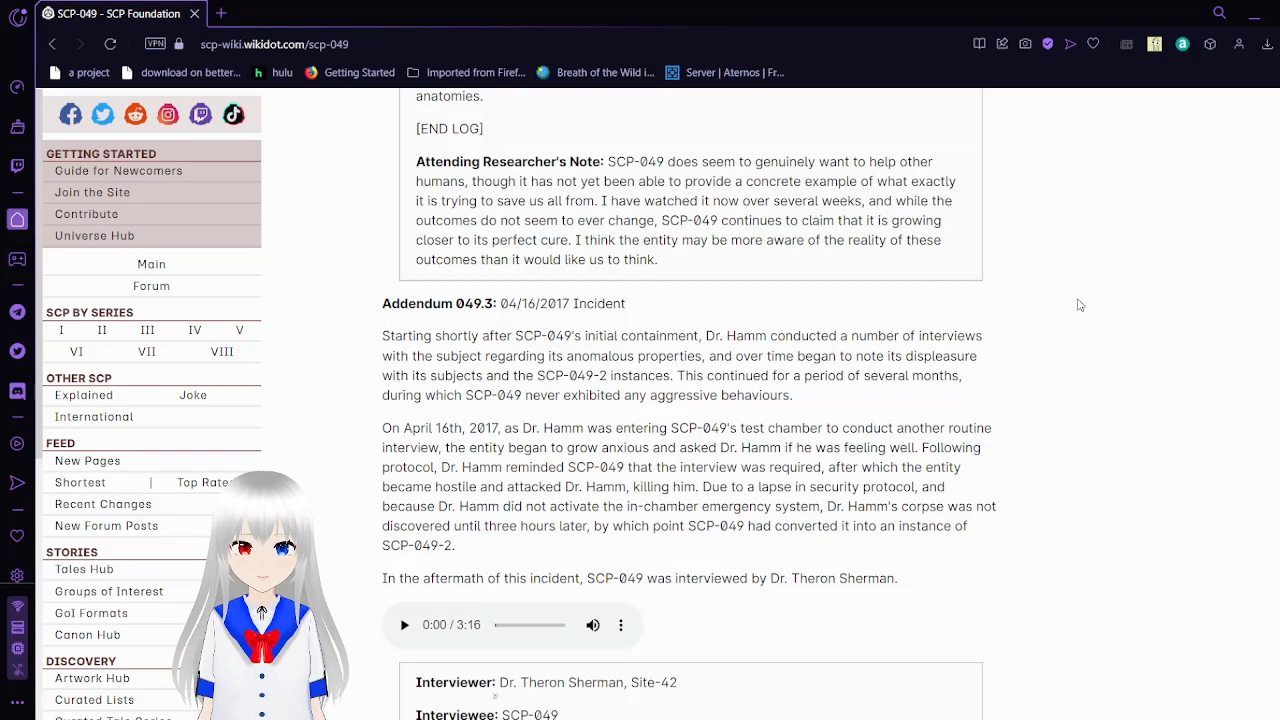 SCP-049 - SCP Foundation
VPN
scp-wiki.wikidot.com/scp-049
a project
download on better...
hulu
Getting Started
Imported from Firef...
Breath of the Wild i...
Server | Aternos | Fr...
GETTING STARTED
Guide for Newcomers
Join the Site
Contribute
Universe Hub
Main
Forum
SCP BY SERIES
I II III IV V
VI VII VIII
OTHER SCP
Explained Joke
International
FEED
New Pages
Shortest | Top Rate
Recent Changes
New Forum Posts
STORIES
Tales Hub
Groups of Interest
GoI Formats
Canon Hub
DISCOVERY
Artwork Hub
Curated Lists
anatomies.
[END LOG]
Attending Researcher's Note: SCP-049 does seem to genuinely want to help other
humans, though it has not yet been able to provide a concrete example of what exactly
it is trying to save us all from. I have watched it now over several weeks, and while the
outcomes do not seem to ever change, SCP-049 continues to claim that it is growing
closer to its perfect cure. I think the entity may be more aware of the reality of these
outcomes than it would like us to think.
Addendum 049.3: 04/16/2017 Incident
Starting shortly after SCP-049's initial containment, Dr. Hamm conducted a number of interviews
with the subject regarding its anomalous properties, and over time began to note its displeasure
with its subjects and the SCP-049-2 instances. This continued for a period of several months,
during which SCP-049 never exhibited any aggressive behaviours.
On April 16th, 2017, as Dr. Hamm was entering SCP-049's test chamber to conduct another routine
interview, the entity began to grow anxious and asked Dr. Hamm if he was feeling well. Following
protocol, Dr. Hamm reminded SCP-049 that the interview was required, after which the entity
became hostile and attacked Dr. Hamm, killing him. Due to a lapse in security protocol, and
because Dr. Hamm did not activate the in-chamber emergency system, Dr. Hamm's corpse was not
discovered until three hours later, by which point SCP-049 had converted it into an instance of
SCP-049-2.
In the aftermath of this incident, SCP-049 was interviewed by Dr. Theron Sherman.
0:00 / 3:16
Interviewer: Dr. Theron Sherman, Site-42
Interviewee: SCP-049